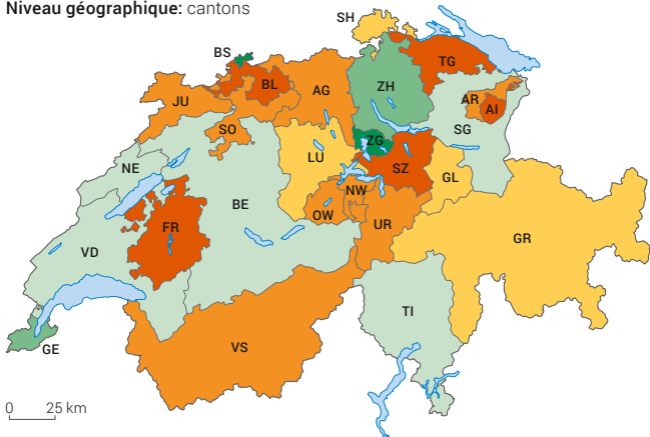 Niveau géographique: cantons
SH
BS
TG
BL
ZH
JU
AG
AR
AI
SO
SG
ZG
LU
NE
SZ
GL
NW
BE
OW
FR
UR
GR
VD
TI
VS
GE
0 25 km